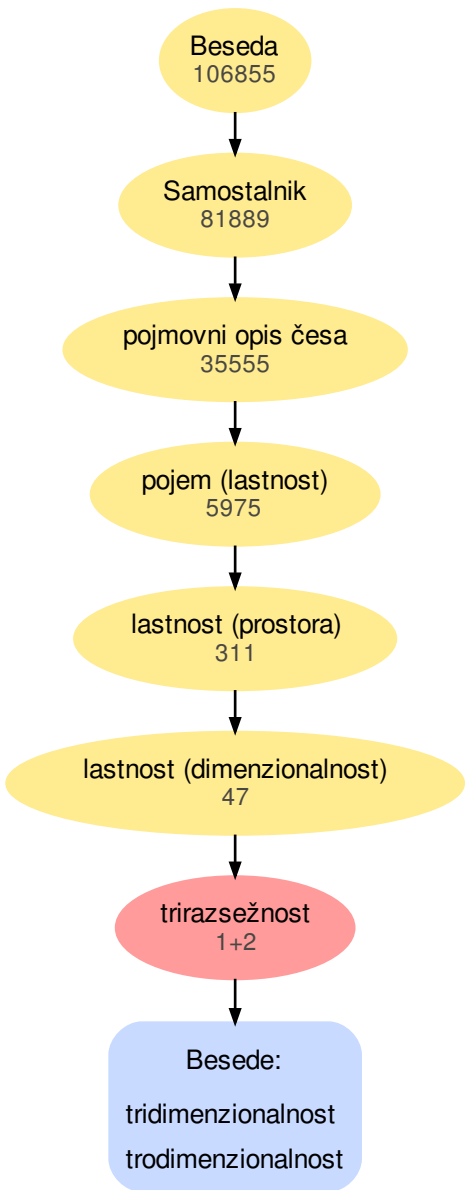 Beseda
106855
Samostalnik
81889
pojmovni opis česa
35555
pojem (lastnost)
5975
lastnost (prostora)
311
lastnost (dimenzionalnost)
47
trirazsežnost
1+2
Besede:
tridimenzionalnost
trodimenzionalnost